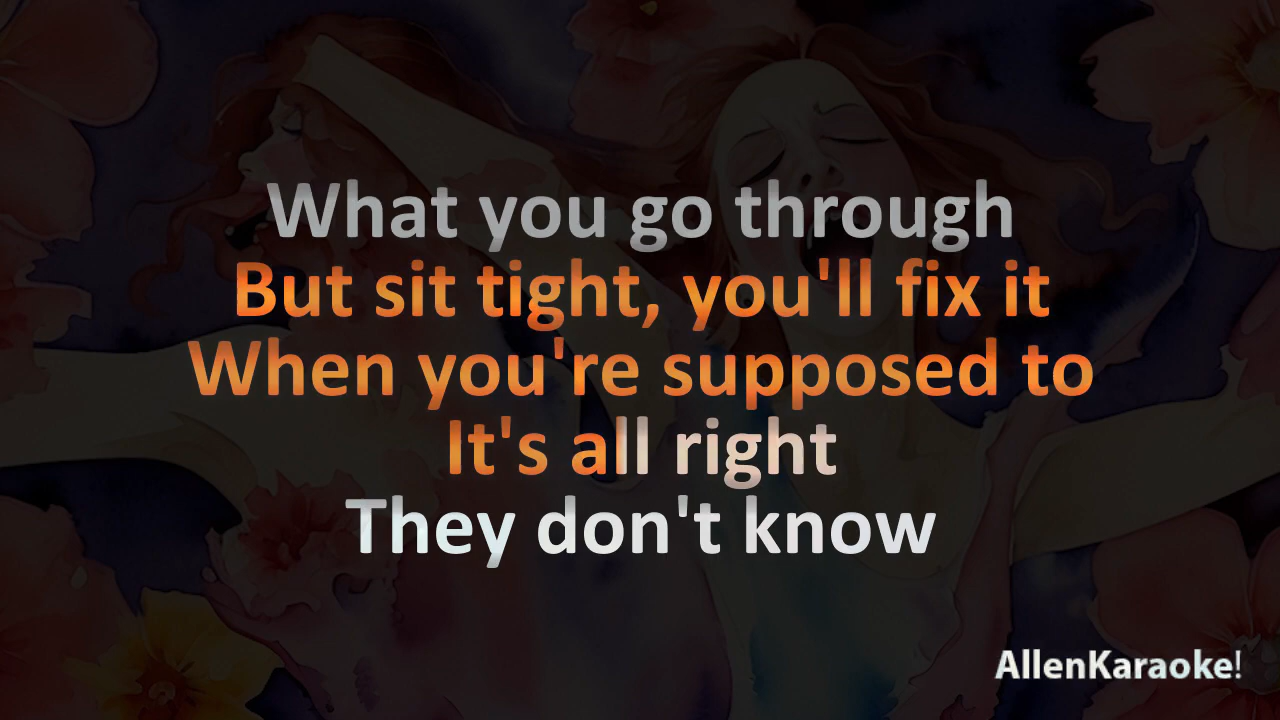 What you go through
But sit tight, you'll fix it
When you're supposed to
It's all right
They don't know
AllenKaraoke!